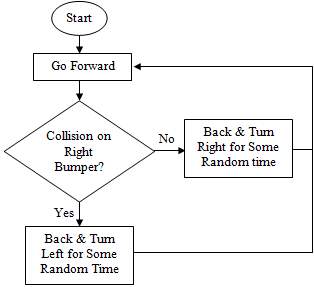 Start
Go Forward
Collision on
Right
Bumper?
No
Back & Turn
Right for Some
Random time
Yes
Back & Turn
Left for Some
Random Time